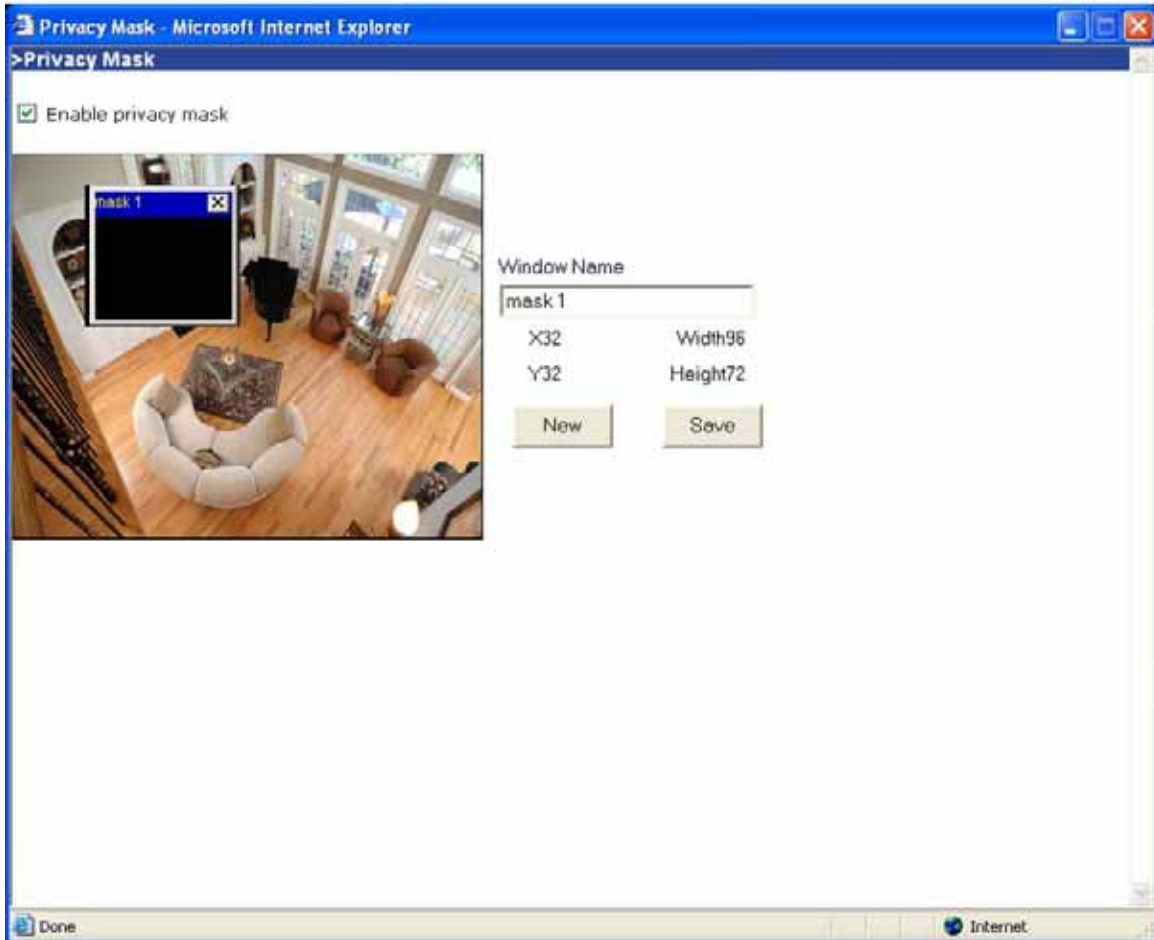 Privacy Mask - Microsoft Internet Explorer
>Privacy Mask
Enable privacy mask
mask 1
Window Name
mask 1
X32 Width96
Y32 Height72
New Save
Done Internet